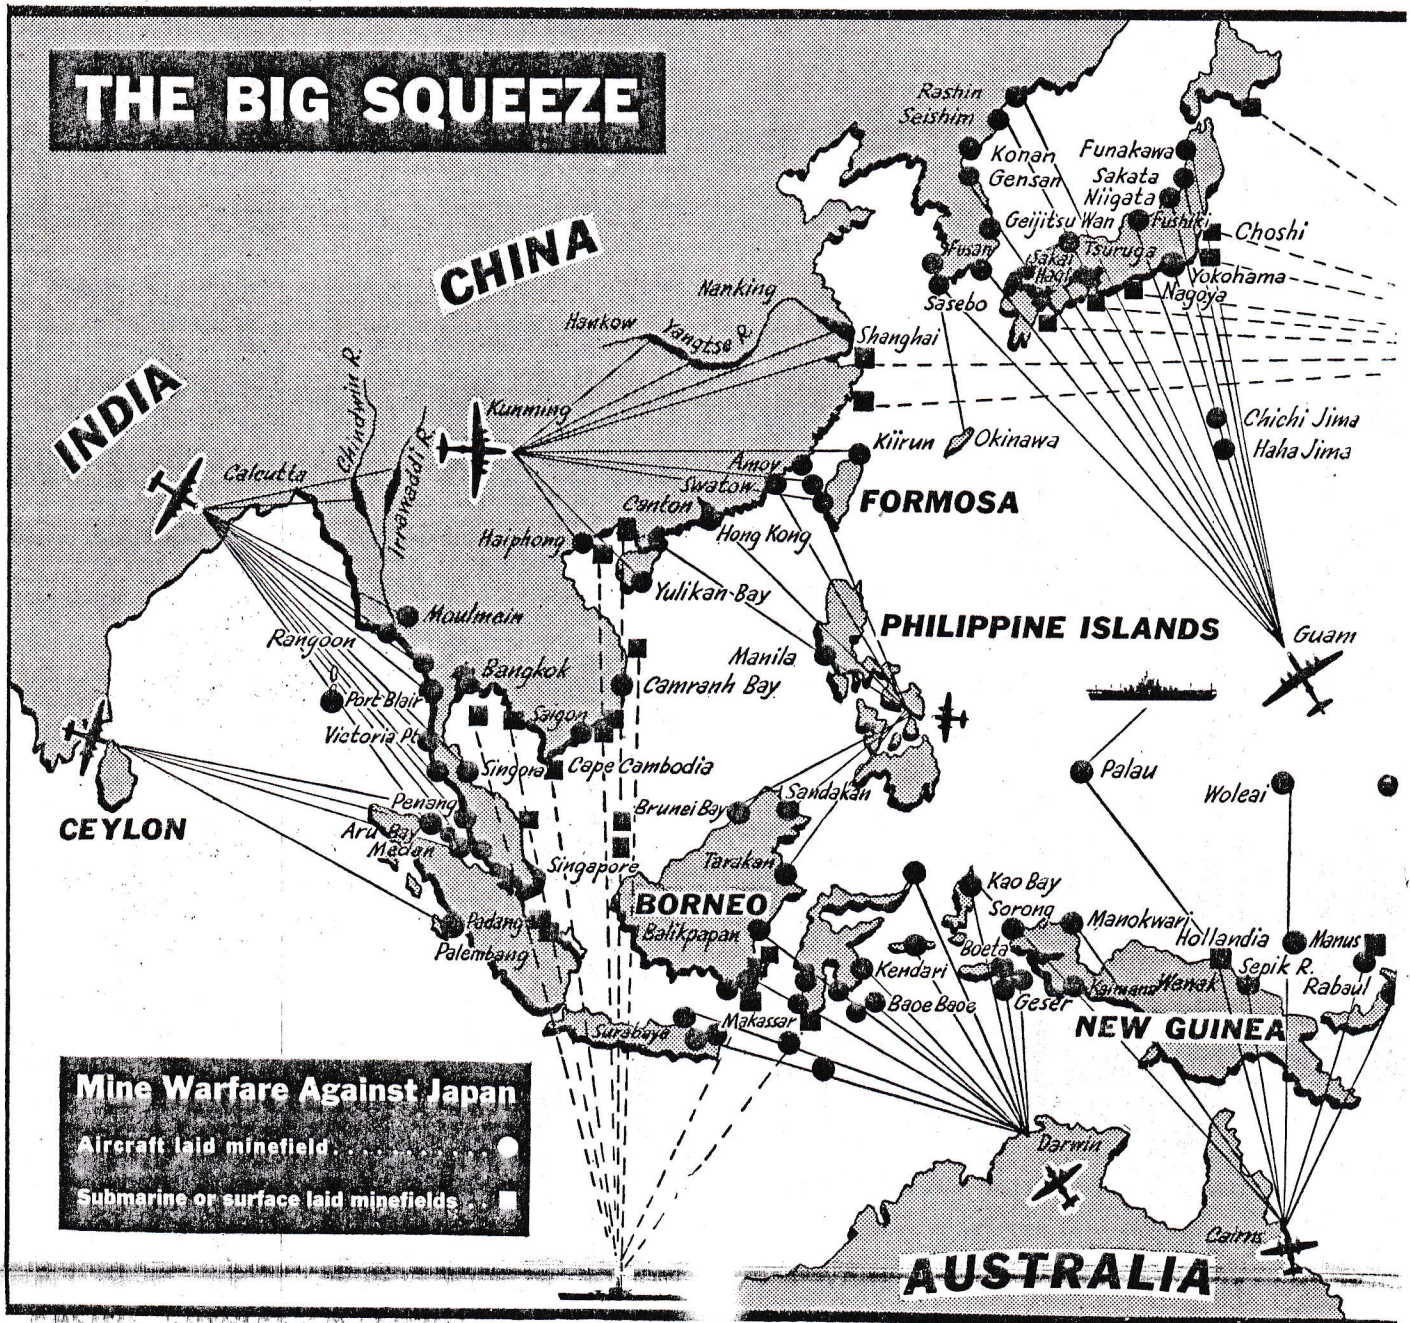 THE BIG SQUEEZE
Rashin
Seishim
Konan
Gensan
Funakawa
Sakata
Niigata
Geijitsu Wan
Fushiki
Tsuruga
Choshi
Fusan
Sakai
Hagi
Yokohama
Nagoya
Sasebo
CHINA
Nanking
Hankow
Yangtse R.
Shanghai
INDIA
Chindwin R.
Irrawaddi R.
Kunming
Calcutta
Kiirun
Okinawa
Chichi Jima
Haha Jima
Amoy
Swatow
FORMOSA
Canton
Hong Kong
Haiphong
Yulikan Bay
Moulmein
Rangoon
PHILIPPINE ISLANDS
Guam
Manila
Bangkok
Camranh Bay
Port Blair
Saigon
Victoria Pt.
Singora
Cape Cambodia
Palau
Woleai
CEYLON
Penang
Aru Bay
Medan
Brunei Bay
Sandakan
Singapore
Tarakan
BORNEO
Kao Bay
Sorong
Manokwari
Padang
Palembang
Balikpapan
Hollandia
Manus
Boeta
Kendari
Sepik R.
Geser
Kaimana
Wenak
Rabaul
Baoe Baoe
Makassar
Surabaya
NEW GUINEA
Mine Warfare Against Japan
Aircraft laid minefield
Submarine or surface laid minefields
Darwin
Cairns
AUSTRALIA